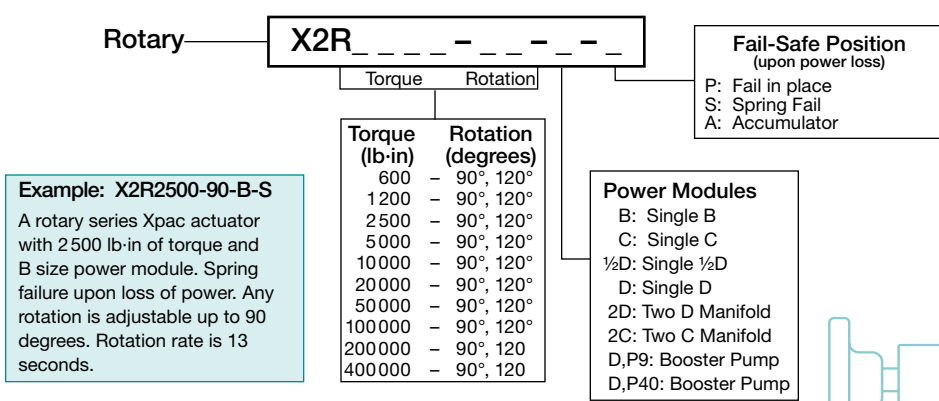 Rotary
X2R_ _ _ _ – _ _ – _ – _
Torque Rotation
Fail-Safe Position
(upon power loss)
P: Fail in place
S: Spring Fail
A: Accumulator
Torque Rotation
(lb·in) (degrees)
600 – 90°, 120°
1200 – 90°, 120°
2500 – 90°, 120°
5000 – 90°, 120°
10000 – 90°, 120°
20000 – 90°, 120°
50000 – 90°, 120°
100000 – 90°, 120°
200000 – 90°, 120
400000 – 90°, 120
Example: X2R2500-90-B-S
A rotary series Xpac actuator
with 2500 lb·in of torque and
B size power module. Spring
failure upon loss of power. Any
rotation is adjustable up to 90
degrees. Rotation rate is 13
seconds.
Power Modules
B: Single B
C: Single C
½D: Single ½D
D: Single D
2D: Two D Manifold
2C: Two C Manifold
D,P9: Booster Pump
D,P40: Booster Pump